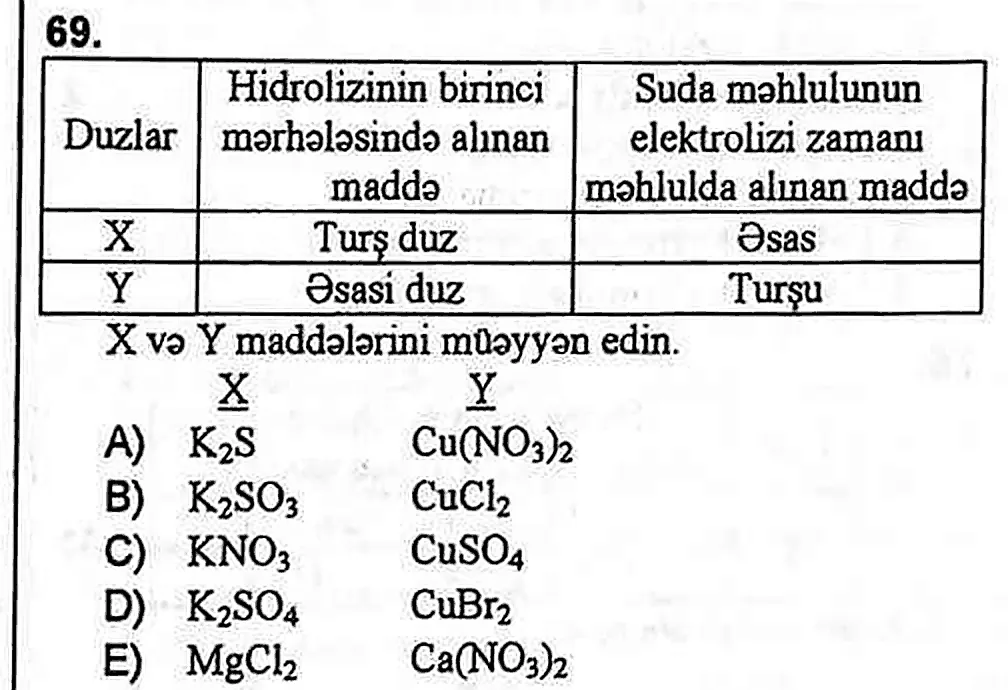 69.
Duzlar
Hidrolizinin birinci
mərhələsində alınan
maddə
Suda məhlulunun
elektrolizi zamanı
məhlulda alınan maddə
X Turş duz Əsas
Y Əsasi duz Turşu
X və Y maddələrini müəyyən edin.
X Y
A) K₂S Cu(NO₃)₂
B) K₂SO₃ CuCl₂
C) KNO₃ CuSO₄
D) K₂SO₄ CuBr₂
E) MgCl₂ Ca(NO₃)₂